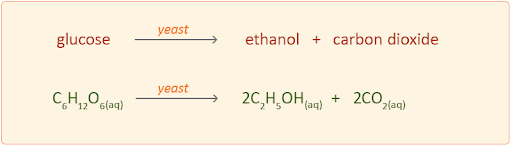 yeast
glucose ⟶ ethanol + carbon dioxide
yeast
C₆H₁₂O₆(aq) ⟶ 2C₂H₅OH(aq) + 2CO₂(aq)